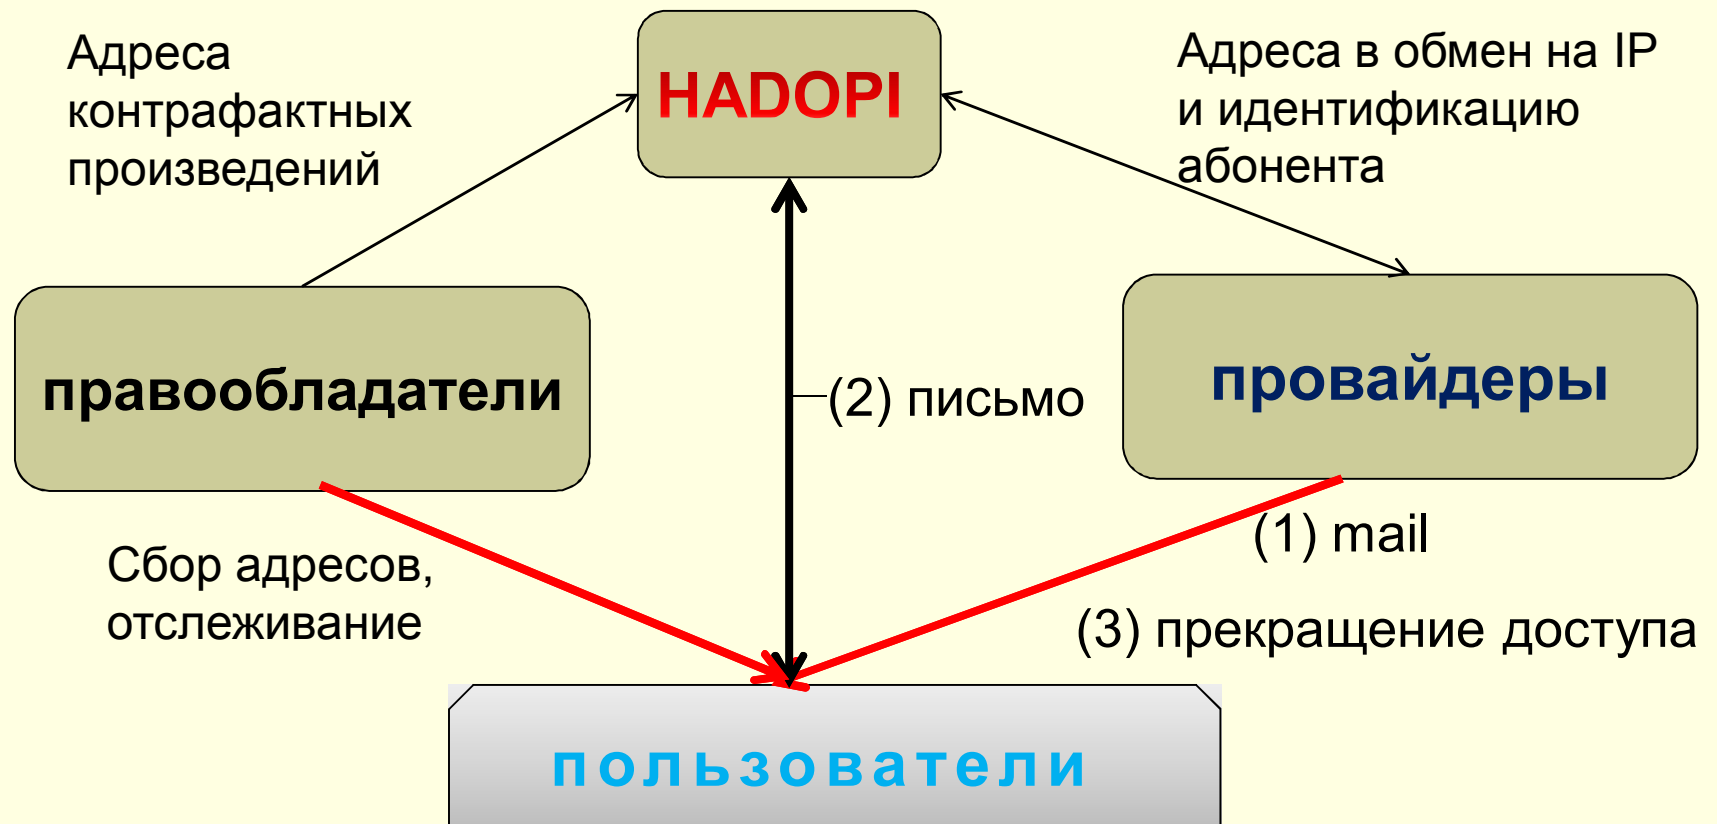 Адреса
контрафактных
произведений
HADOPI
Адреса в обмен на IP
и идентификацию
абонента
правообладатели
(2) письмо
провайдеры
Сбор адресов,
отслеживание
(1) mail
(3) прекращение доступа
пользователи